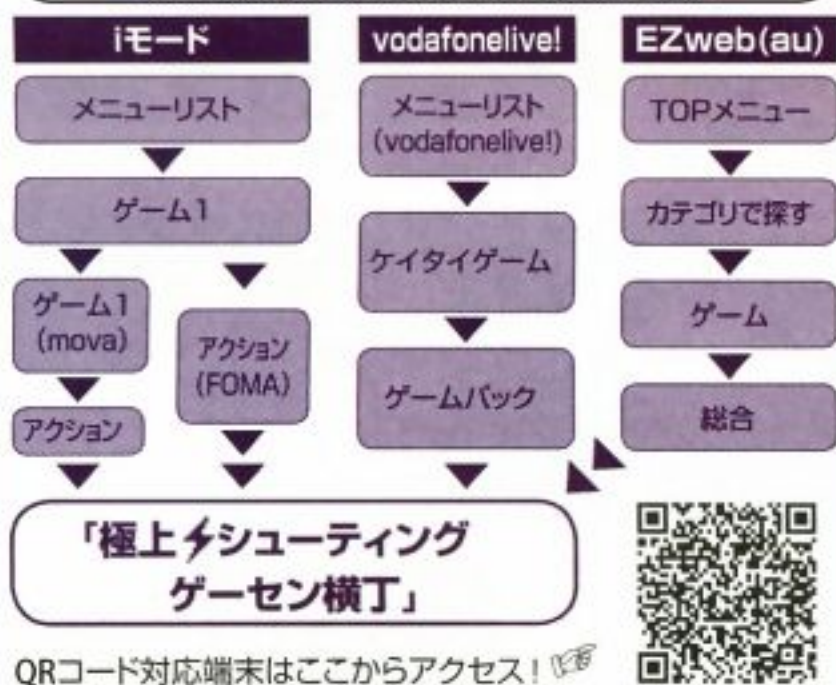 iモード
メニューリスト
ゲーム1
ゲーム1
(mova)
アクション
アクション
(FOMA)
vodafonelive!
メニューリスト
(vodafonelive!)
ケイタイゲーム
ゲームパック
EZweb(au)
TOPメニュー
カテゴリで探す
ゲーム
総合
「極上⚡シューティング
ゲーセン横丁」
QRコード対応端末はここからアクセス!☞